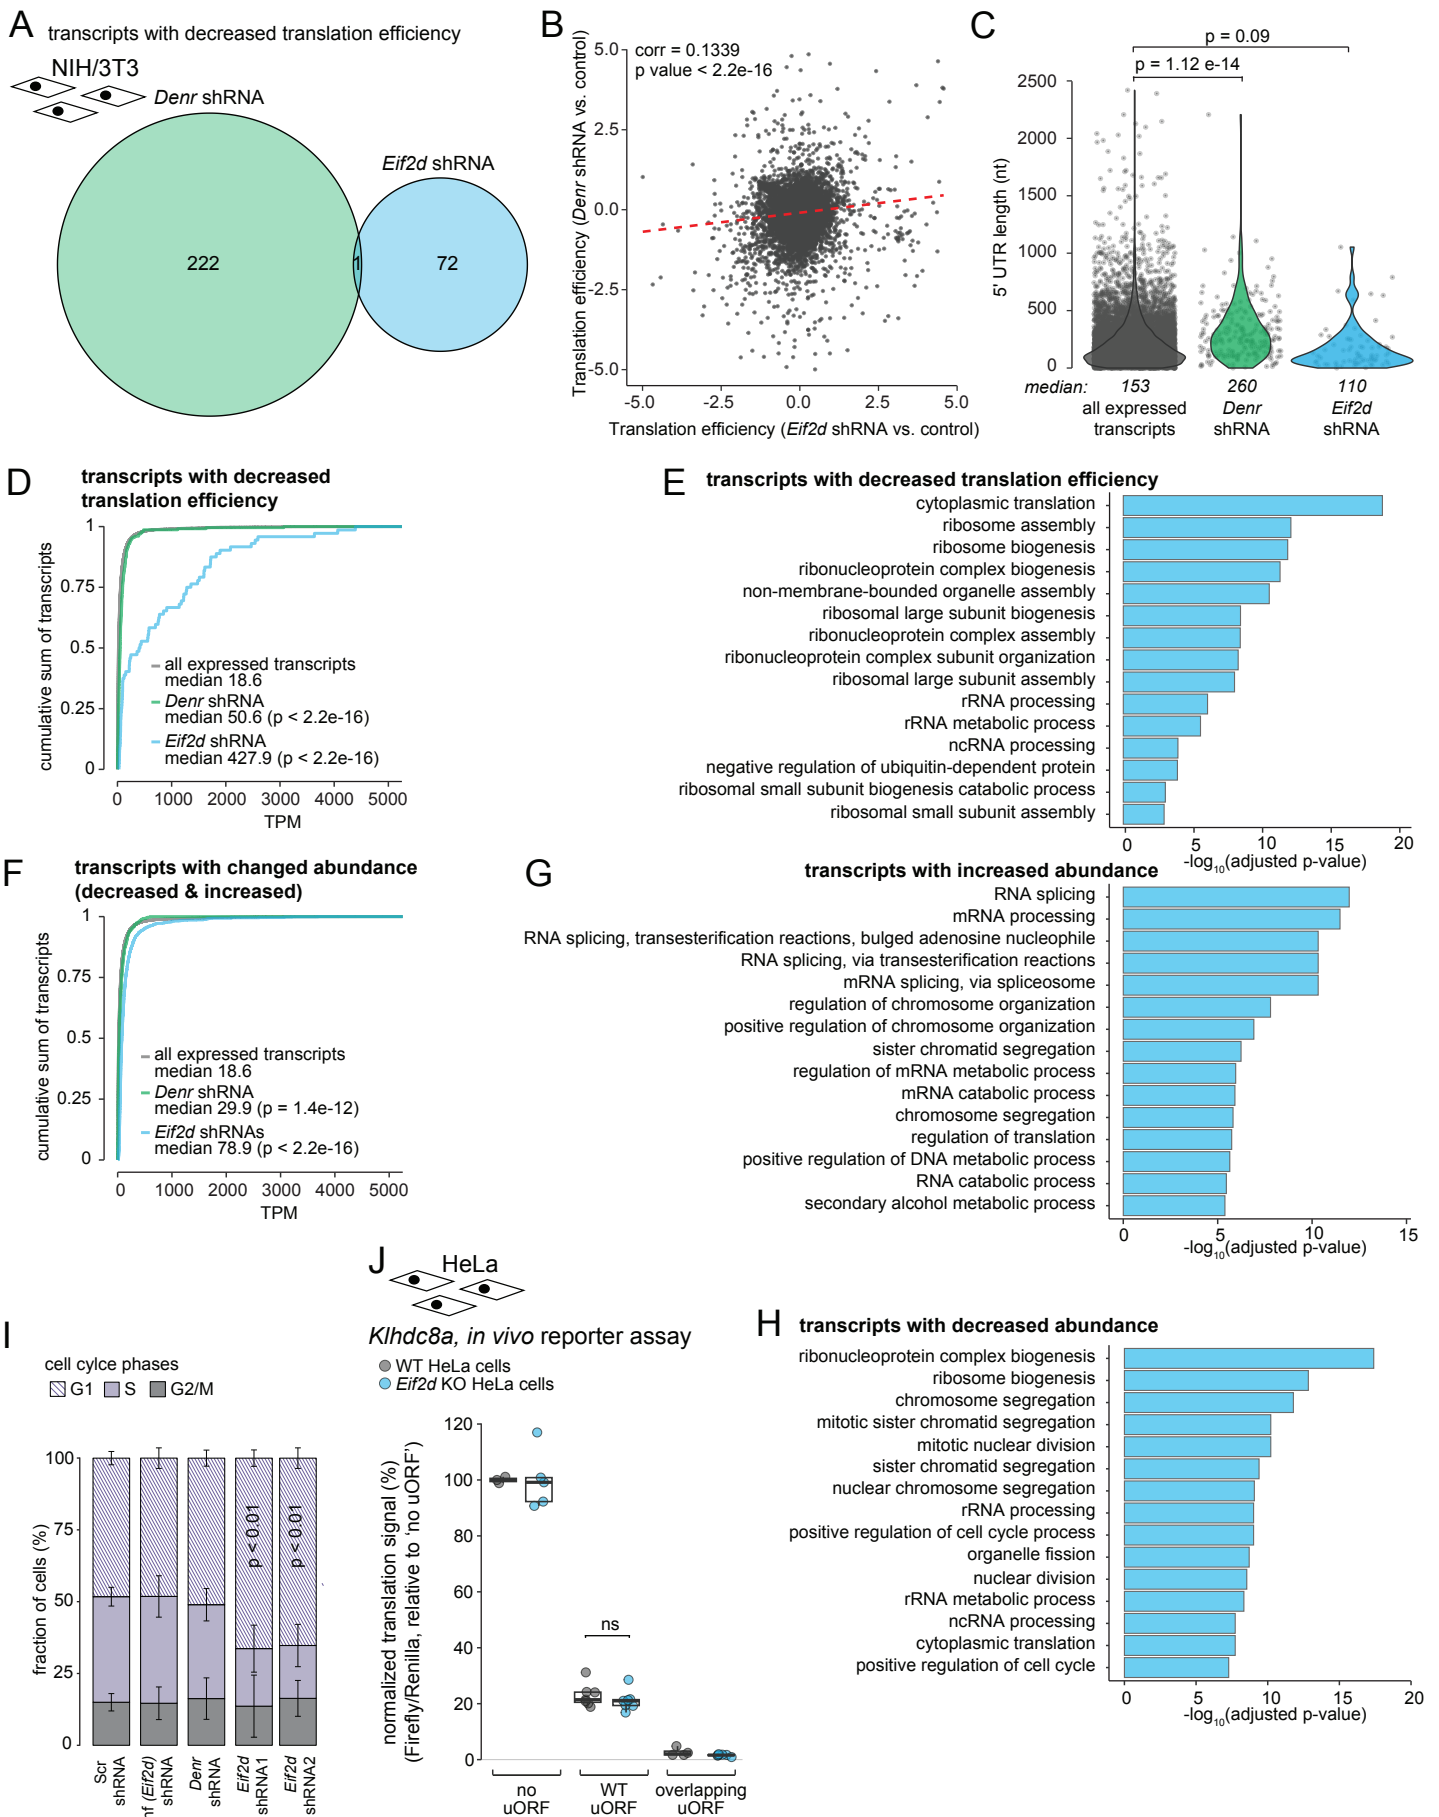 A transcripts with decreased translation efficiency
NIH/3T3
Denr shRNA
Eif2d shRNA
222
1
72
B
corr = 0.1339
p value < 2.2e-16
Translation efficiency (Denr shRNA vs. control)
5.0
2.5
0.0
-2.5
-5.0
-5.0 -2.5 0.0 2.5 5.0
Translation efficiency (Eif2d shRNA vs. control)
C
p = 0.09
p = 1.12 e-14
5' UTR length (nt)
2500
2000
1500
1000
500
0
median: 153 260 110
all expressed transcripts
Denr shRNA
Eif2d shRNA
D transcripts with decreased
translation efficiency
cumulative sum of transcripts
1
0.75
0.5
0.25
0
all expressed transcripts
median 18.6
Denr shRNA
median 50.6 (p < 2.2e-16)
Eif2d shRNA
median 427.9 (p < 2.2e-16)
0 1000 2000 3000 4000 5000
TPM
E transcripts with decreased translation efficiency
cytoplasmic translation
ribosome assembly
ribosome biogenesis
ribonucleoprotein complex biogenesis
non-membrane-bounded organelle assembly
ribosomal large subunit biogenesis
ribonucleoprotein complex assembly
ribonucleoprotein complex subunit organization
ribosomal large subunit assembly
rRNA processing
rRNA metabolic process
ncRNA processing
negative regulation of ubiquitin-dependent protein
ribosomal small subunit biogenesis catabolic process
ribosomal small subunit assembly
0 5 10 15 20
-log10(adjusted p-value)
F transcripts with changed abundance
(decreased & increased)
cumulative sum of transcripts
1
0.75
0.5
0.25
0
all expressed transcripts
median 18.6
Denr shRNA
median 29.9 (p = 1.4e-12)
Eif2d shRNAs
median 78.9 (p < 2.2e-16)
0 1000 2000 3000 4000 5000
TPM
G transcripts with increased abundance
RNA splicing
mRNA processing
RNA splicing, transesterification reactions, bulged adenosine nucleophile
RNA splicing, via transesterification reactions
mRNA splicing, via spliceosome
regulation of chromosome organization
positive regulation of chromosome organization
sister chromatid segregation
regulation of mRNA metabolic process
mRNA catabolic process
chromosome segregation
regulation of translation
positive regulation of DNA metabolic process
RNA catabolic process
secondary alcohol metabolic process
0 5 10 15
-log10(adjusted p-value)
H transcripts with decreased abundance
ribonucleoprotein complex biogenesis
ribosome biogenesis
chromosome segregation
mitotic sister chromatid segregation
mitotic nuclear division
sister chromatid segregation
nuclear chromosome segregation
rRNA processing
positive regulation of cell cycle process
organelle fission
nuclear division
rRNA metabolic process
ncRNA processing
cytoplasmic translation
positive regulation of cell cycle
0 5 10 15 20
-log10(adjusted p-value)
I
cell cylce phases
G1 S G2/M
fraction of cells (%)
100
75
50
25
0
p < 0.01
p < 0.01
Scr shRNA
nf (Eif2d) shRNA
Denr shRNA
Eif2d shRNA1
Eif2d shRNA2
J HeLa
Klhdc8a, in vivo reporter assay
WT HeLa cells
Eif2d KO HeLa cells
normalized translation signal (%)
(Firefly/Renilla, relative to ‘no uORF’)
120
100
80
60
40
20
0
ns
no uORF
WT uORF
overlapping uORF